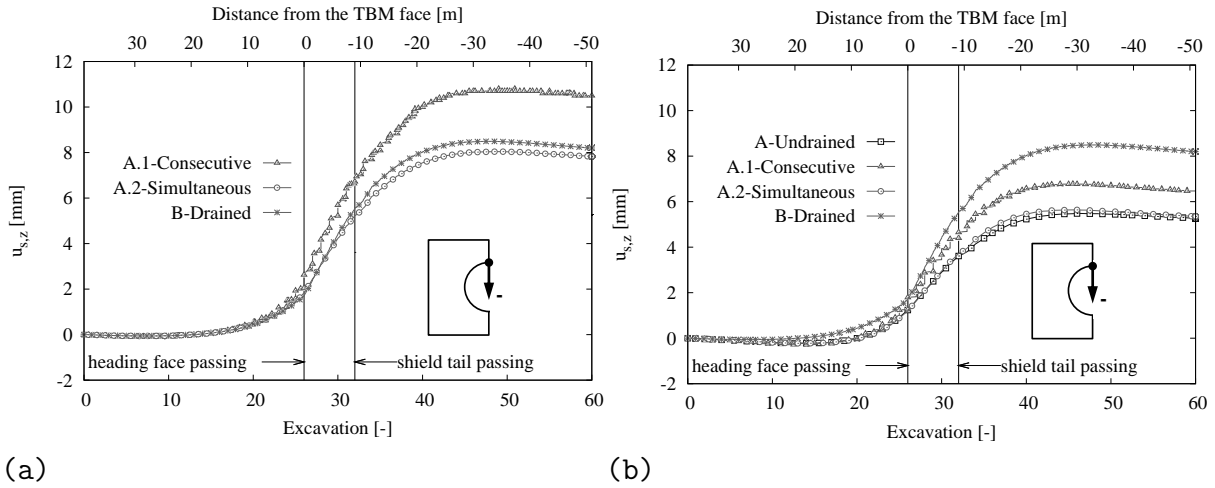 Distance from the TBM face [m]
30 20 10 0 -10 -20 -30 -40 -50
12
10
8
6
4
2
0
-2
u_{s,z} [mm]
A.1-Consecutive
A.2-Simultaneous
B-Drained
-
heading face passing
shield tail passing
0 10 20 30 40 50 60
Excavation [-]
(a)
Distance from the TBM face [m]
30 20 10 0 -10 -20 -30 -40 -50
12
10
8
6
4
2
0
-2
u_{s,z} [mm]
A-Undrained
A.1-Consecutive
A.2-Simultaneous
B-Drained
-
heading face passing
shield tail passing
0 10 20 30 40 50 60
Excavation [-]
(b)